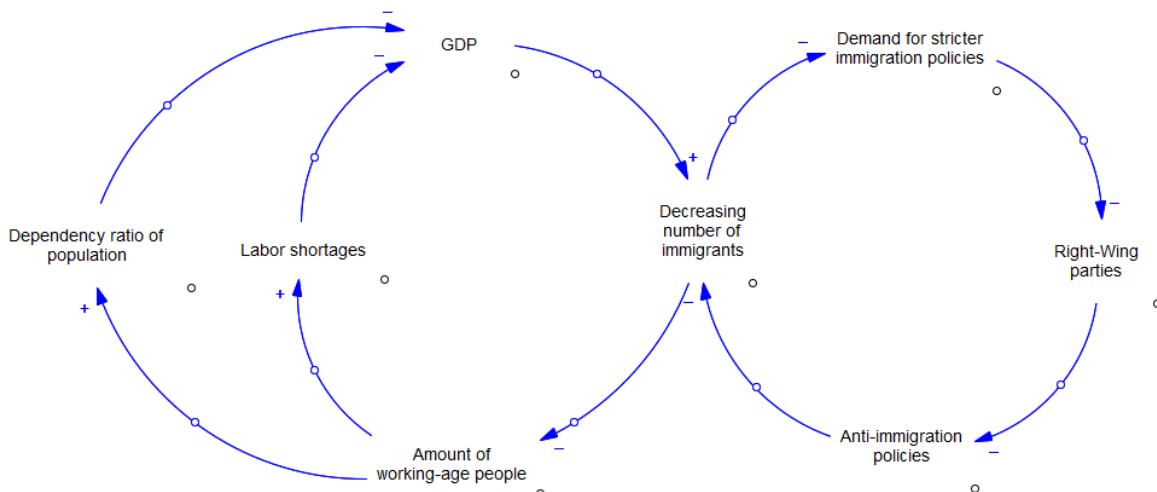 –
GDP
–
–
Demand for stricter
immigration policies
+
Decreasing
number of
immigrants
–
Dependency ratio of
population
Labor shortages
Right-Wing
parties
+
+
–
Amount of
working-age people
–
Anti-immigration
policies
–